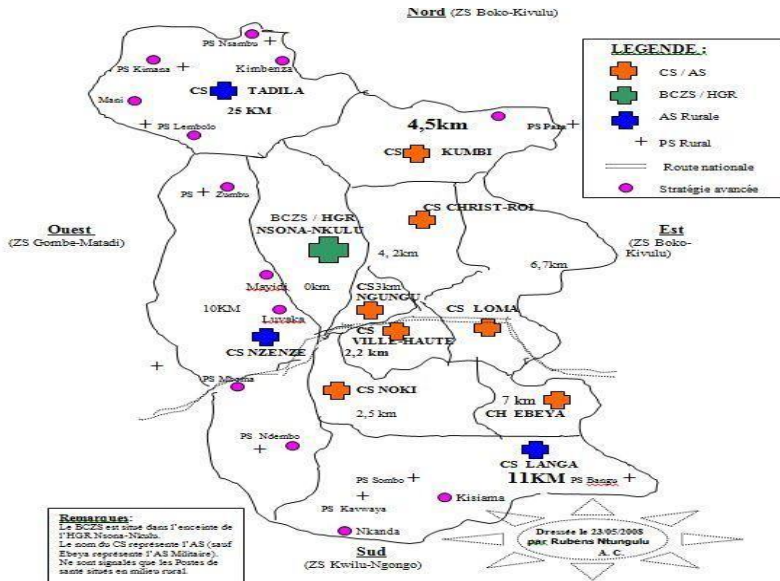 Nord (ZS Boko-Kivulu)
LEGENDE :
CS / AS
BCZS / HGR
AS Rurale
PS Rural
Route nationale
Stratégie avancée
PS Nsambu
PS Kimana
Kimbenza
CS TADILA
Mani
25 KM
PS Lembolo
4,5km
PS Paza
CS KUMBI
PS Zumbu
CS CHRIST-ROI
Ouest
(ZS Gombe-Matadi)
BCZS / HGR
NSONA-NKULU
Est
(ZS Boko-
Kivulu)
4, 2km
6,7km
Mayidi
0km
CS3km
NGUNGU
10KM
Luvaka
CS LOMA
CS
VILLE-HAUTE
CS NZENZE
2,2 km
PS Mbama
CS NOKI
7 km
CH EBEYA
2,5 km
PS Ndembo
CS LANGA
11KM
PS Bangu
PS Sombo
Kisiama
PS Kavwaya
Nkanda
Remarques:
Le BCZS est situé dans l'enceinte de
l'HGR Nsona-Nkulu.
Le nom du CS représente l'AS (sauf
Ebeya représente l'AS Militaire).
Ne sont signalés que les Postes de
santé situés en milieu rural.
Sud
(ZS Kwilu-Ngongo)
Dressée le 23/05/2008
par Rubens Ntungulu
A. C.